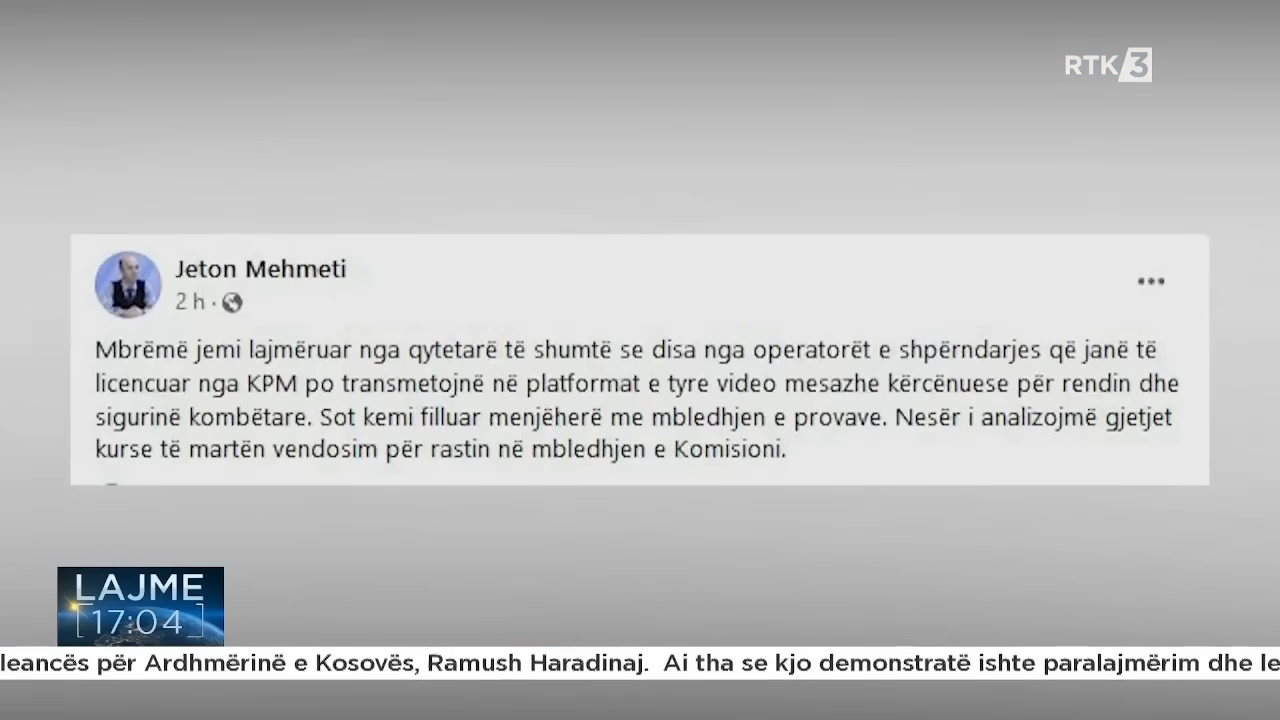 RTK 3
Jeton Mehmeti
2 h ·
Mbrëmë jemi lajmëruar nga qytetarë të shumtë se disa nga operatorët e shpërndarjes që janë të
licencuar nga KPM po transmetojnë në platformat e tyre video mesazhe kërcënuese për rendin dhe
sigurinë kombëtare. Sot kemi filluar menjëherë me mbledhjen e provave. Nesër i analizojmë gjetjet
kurse të martën vendosim për rastin në mbledhjen e Komisioni.
LAJME
[17:04]
leancës për Ardhmërinë e Kosovës, Ramush Haradinaj. Ai tha se kjo demonstratë ishte paralajmërim dhe le